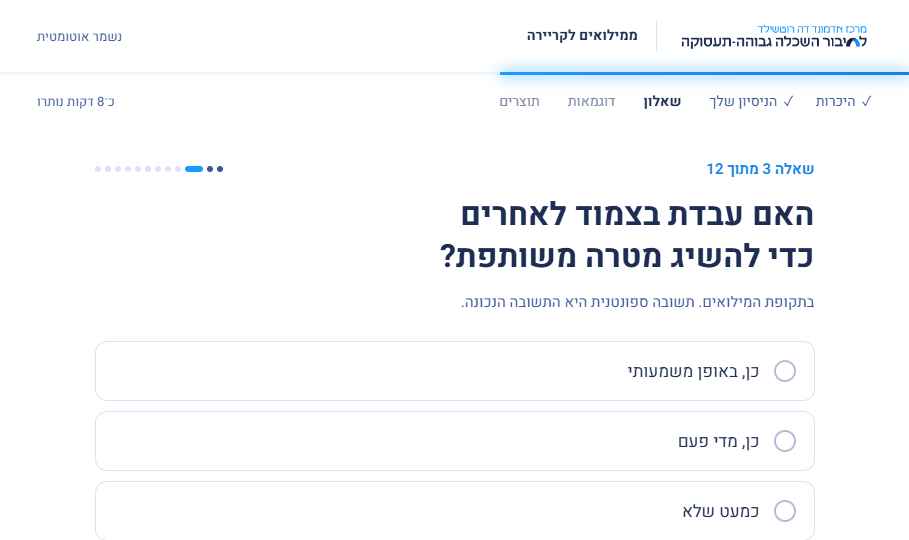 מרכז אדמונד דה רוטשילד
לחיבור השכלה גבוהה-תעסוקה
ממילואים לקריירה
נשמר אוטומטית
✓ היכרות
✓ הניסיון שלך
שאלון
דוגמאות
תוצרים
כ־8 דקות נותרו
שאלה 3 מתוך 12
האם עבדת בצמוד לאחרים
כדי להשיג מטרה משותפת?
בתקופת המילואים. תשובה ספונטנית היא התשובה הנכונה.
כן, באופן משמעותי
כן, מדי פעם
כמעט שלא